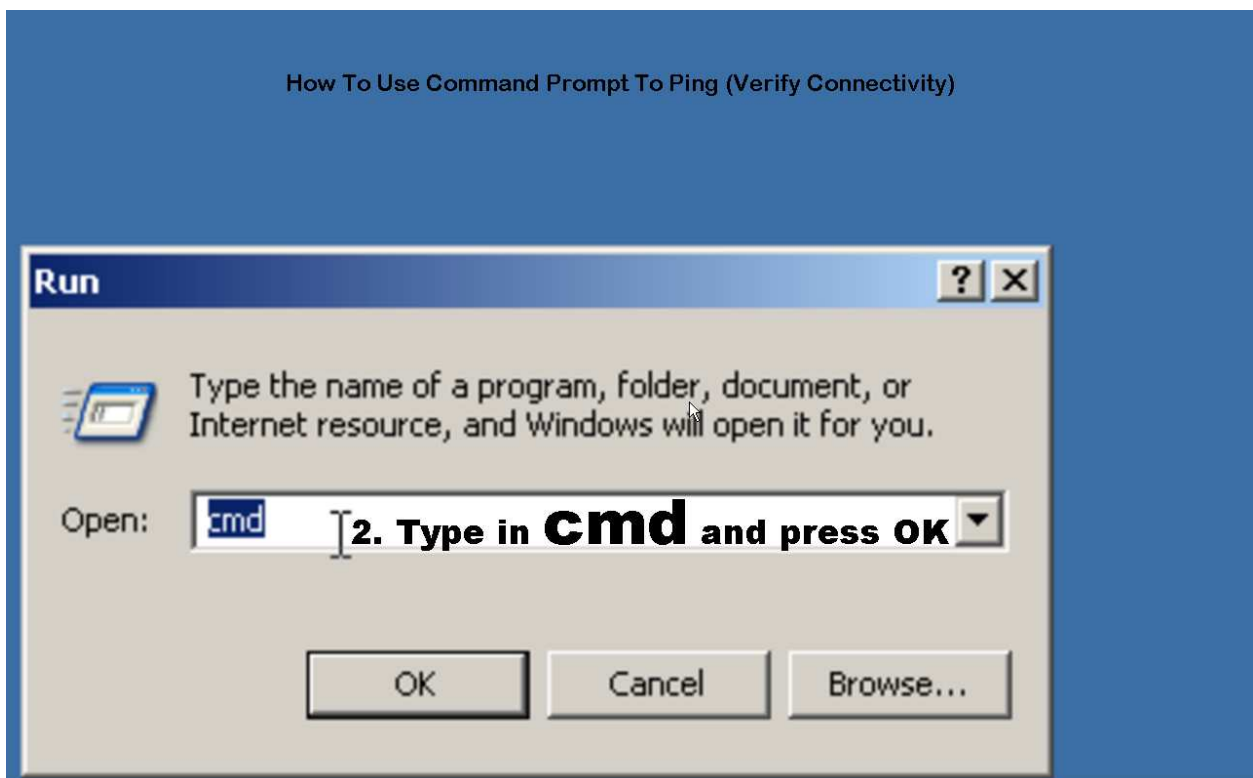 How To Use Command Prompt To Ping (Verify Connectivity)
Run
Type the name of a program, folder, document, or
Internet resource, and Windows will open it for you.
Open: cmd 2. Type in cmd and press OK
OK Cancel Browse...